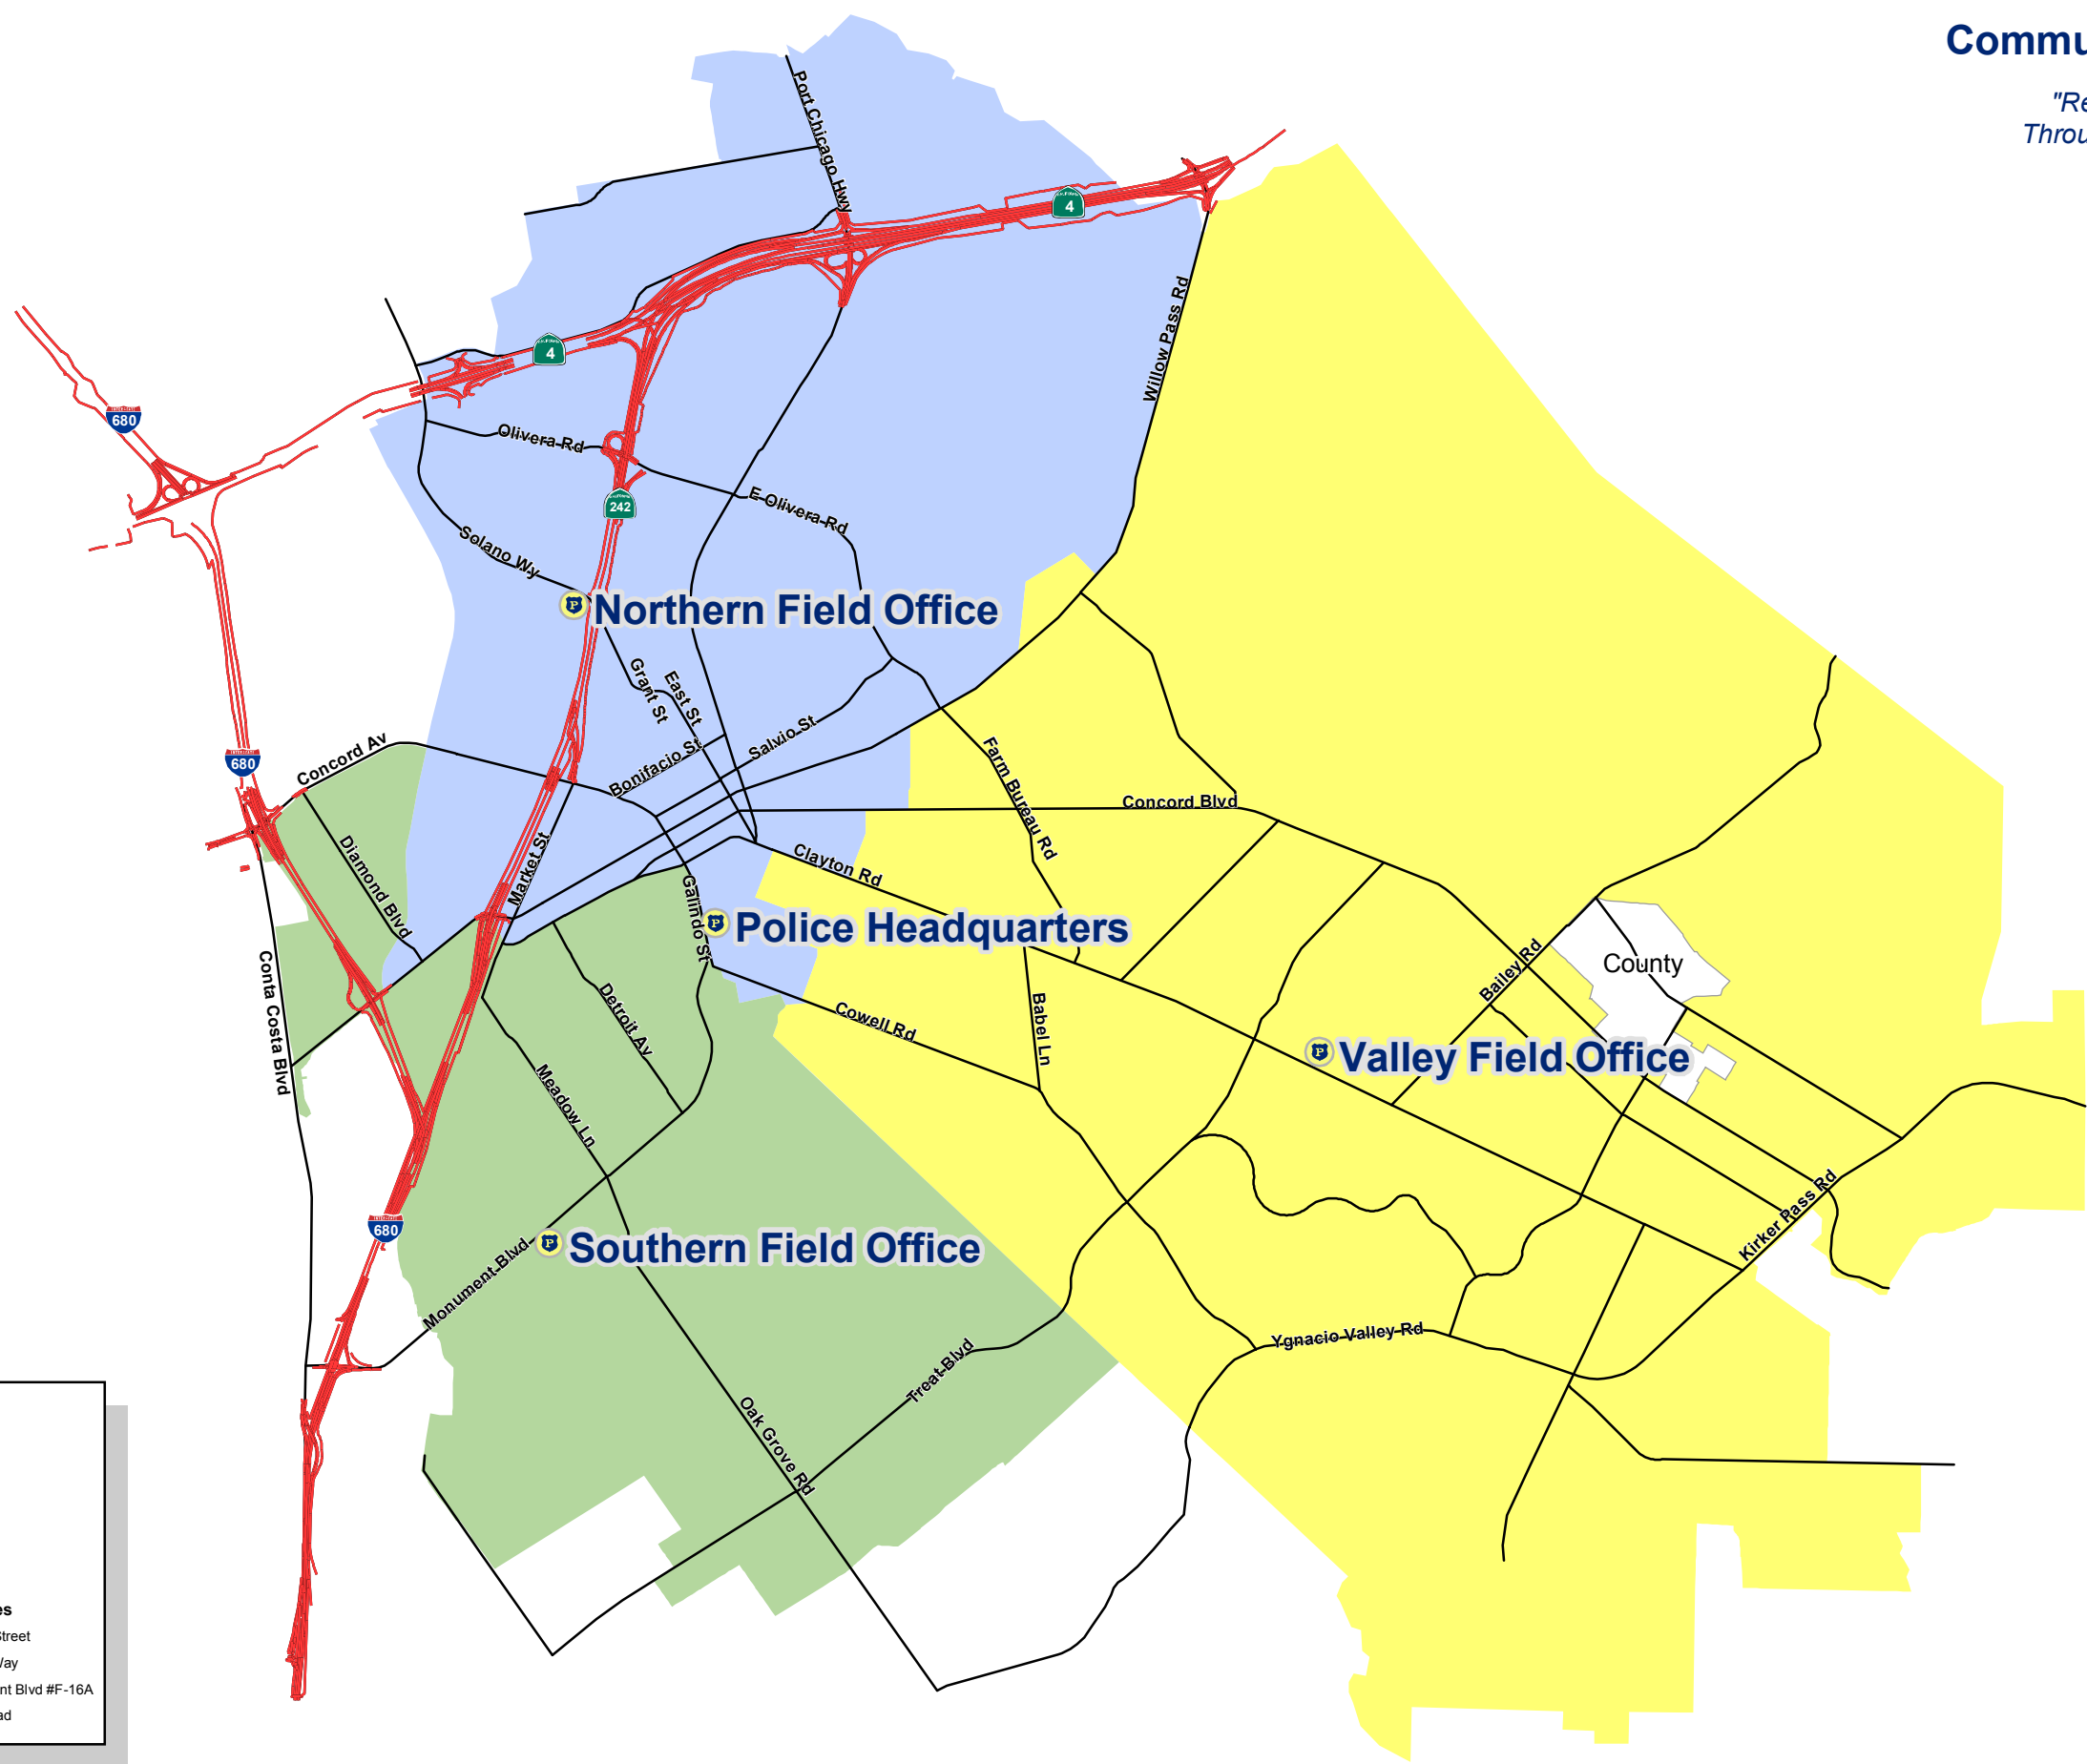 Commu
"Re
Throu
Port Chicago Hwy
4
Willow Pass Rd
4
680
Olivera Rd
242
E Olivera Rd
Solano Wy
Northern Field Office
Grant St
East St
Salvio St
Bonifacio St
Concord Av
680
Farm Bureau Rd
Concord Blvd
Diamond Blvd
Market St
Clayton Rd
Galindo St
Police Headquarters
County
Bailey Rd
Conta Costa Blvd
Detroit Av
Cowell Rd
Babel Ln
Valley Field Office
Meadow Ln
680
Southern Field Office
Monument Blvd
Kirker Pass Rd
Ygnacio Valley Rd
Treat Blvd
Oak Grove Rd
es
Street
Way
nt Blvd #F-16A
ad